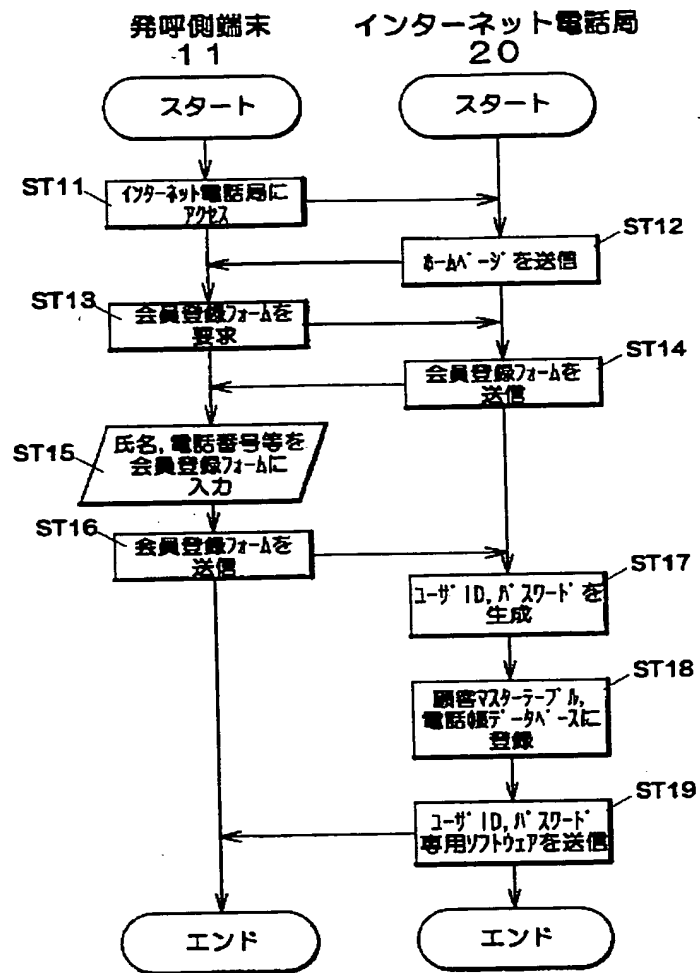 発呼側端末
11
インターネット電話局
20
スタート
スタート
ST11
インターネット電話局に
アクセス
ST12
ホームページを送信
ST13
会員登録フォームを
要求
ST14
会員登録フォームを
送信
ST15
氏名,電話番号等を
会員登録フォームに
入力
ST16
会員登録フォームを
送信
ST17
ユーザID,パスワードを
生成
ST18
顧客マスターテーブル,
電話帳データベースに
登録
ST19
ユーザID,パスワード
専用ソフトウェアを送信
エンド
エンド